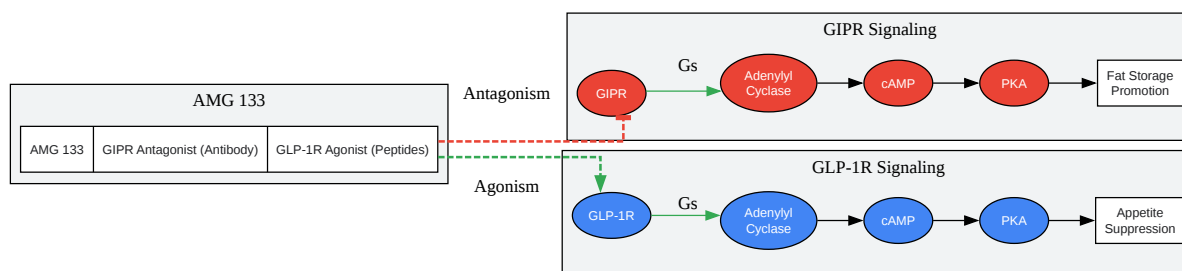 AMG 133
AMG 133
GIPR Antagonist (Antibody)
GLP-1R Agonist (Peptides)
Antagonism
Agonism
GIPR Signaling
GIPR
Gs
Adenylyl
Cyclase
cAMP
PKA
Fat Storage
Promotion
GLP-1R Signaling
GLP-1R
Gs
Adenylyl
Cyclase
cAMP
PKA
Appetite
Suppression